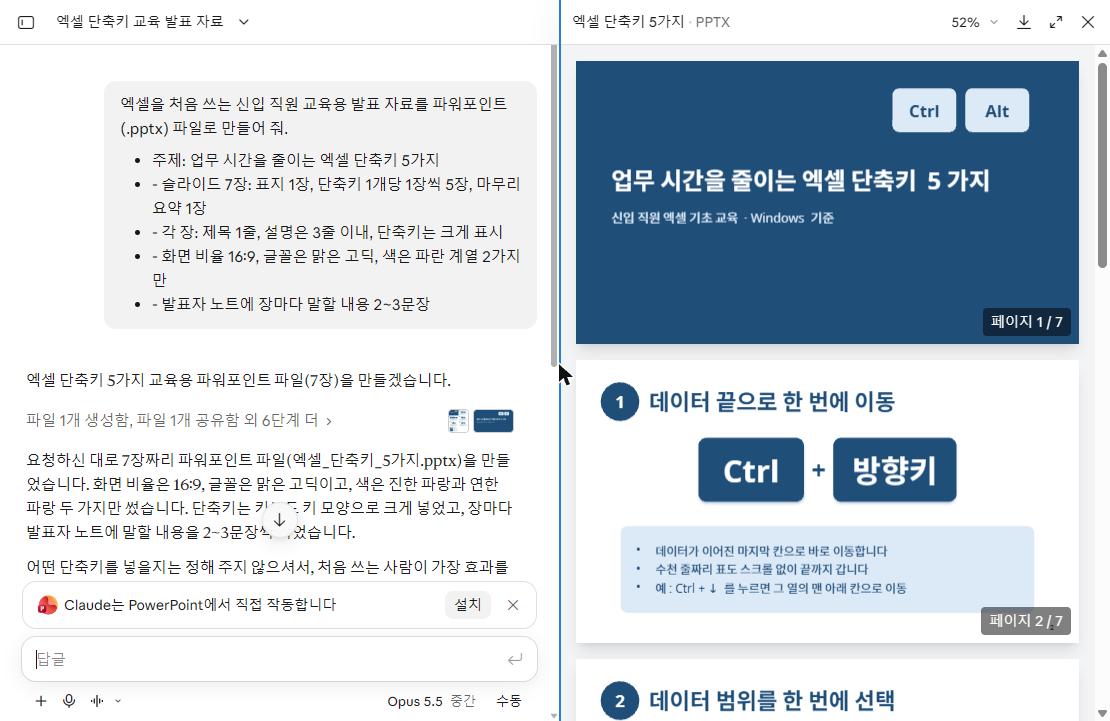 엑셀 단축키 교육 발표 자료
엑셀을 처음 쓰는 신입 직원 교육용 발표 자료를 파워포인트
(.pptx) 파일로 만들어 줘.
• 주제: 업무 시간을 줄이는 엑셀 단축키 5가지
• - 슬라이드 7장: 표지 1장, 단축키 1개당 1장씩 5장, 마무리
요약 1장
• - 각 장: 제목 1줄, 설명은 3줄 이내, 단축키는 크게 표시
• - 화면 비율 16:9, 글꼴은 맑은 고딕, 색은 파란 계열 2가지
만
• - 발표자 노트에 장마다 말할 내용 2~3문장
엑셀 단축키 5가지 교육용 파워포인트 파일(7장)을 만들겠습니다.
파일 1개 생성함, 파일 1개 공유함 외 6단계 더 >
요청하신 대로 7장짜리 파워포인트 파일(엑셀_단축키_5가지.pptx)을 만들
었습니다. 화면 비율은 16:9, 글꼴은 맑은 고딕이고, 색은 진한 파랑과 연한
파랑 두 가지만 썼습니다. 단축키는 키 모양으로 크게 넣었고, 장마다
발표자 노트에 말할 내용을 2~3문장씩 었습니다.
어떤 단축키를 넣을지는 정해 주지 않으셔서, 처음 쓰는 사람이 가장 효과를
Claude는 PowerPoint에서 직접 작동합니다
설치
답글
Opus 5.5 중간
수동
엑셀 단축키 5가지 · PPTX
52%
Ctrl
Alt
업무 시간을 줄이는 엑셀 단축키 5 가지
신입 직원 엑셀 기초 교육 · Windows 기준
페이지 1 / 7
1 데이터 끝으로 한 번에 이동
Ctrl + 방향키
• 데이터가 이어진 마지막 칸으로 바로 이동합니다
• 수천 줄짜리 표도 스크롤 없이 끝까지 갑니다
• 예 : Ctrl + ↓ 를 누르면 그 열의 맨 아래 칸으로 이동
페이지 2 / 7
2 데이터 범위를 한 번에 선택